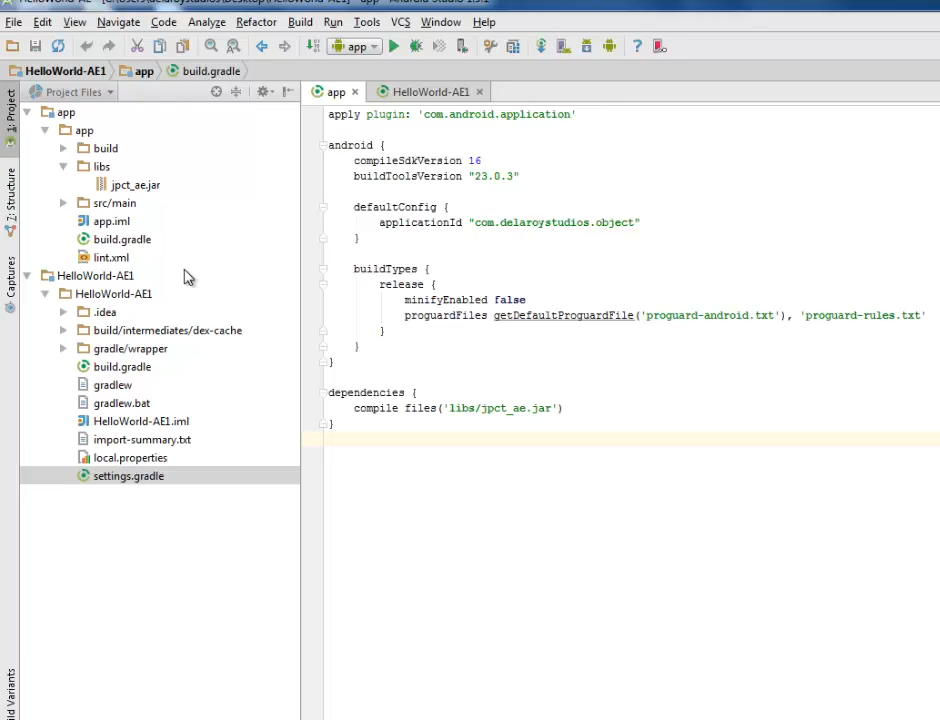 File Edit View Navigate Code Analyze Refactor Build Run Tools VCS Window Help
app
HelloWorld-AE1 app build.gradle
1: Project
Z: Structure
Captures
Project Files
app
app
build
libs
jpct_ae.jar
src/main
app.iml
build.gradle
lint.xml
HelloWorld-AE1
HelloWorld-AE1
.idea
build/intermediates/dex-cache
gradle/wrapper
build.gradle
gradlew
gradlew.bat
HelloWorld-AE1.iml
import-summary.txt
local.properties
settings.gradle
app HelloWorld-AE1
apply plugin: 'com.android.application'
android {
compileSdkVersion 16
buildToolsVersion "23.0.3"
defaultConfig {
applicationId "com.delaroystudios.object"
}
buildTypes {
release {
minifyEnabled false
proguardFiles getDefaultProguardFile('proguard-android.txt'), 'proguard-rules.txt'
}
}
}
dependencies {
compile files('libs/jpct_ae.jar')
}
Variants